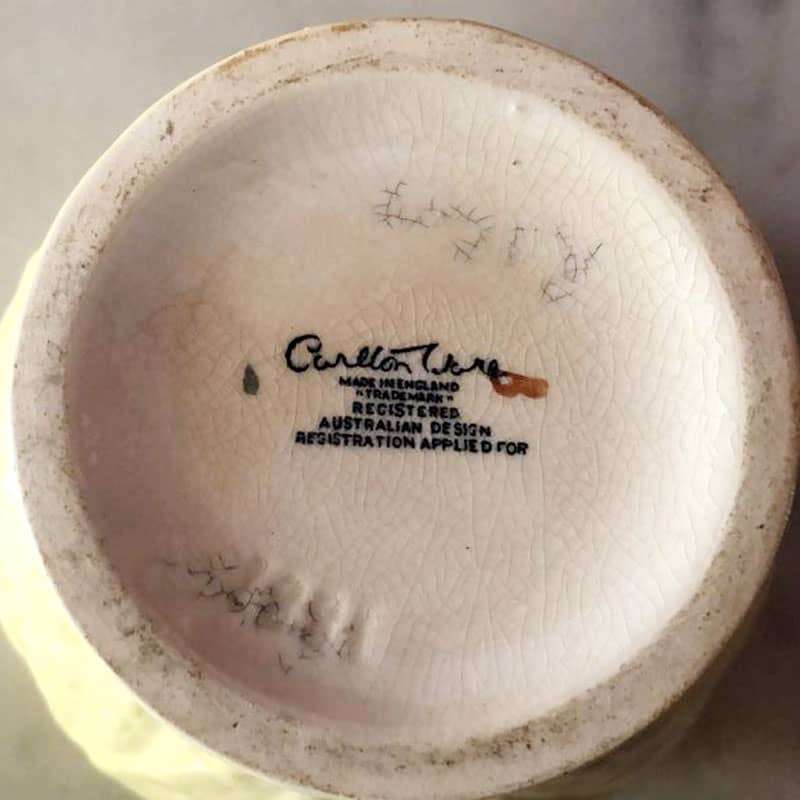 Carlton Ware
MADE IN ENGLAND
"TRADEMARK"
REGISTERED
AUSTRALIAN DESIGN
REGISTRATION APPLIED FOR